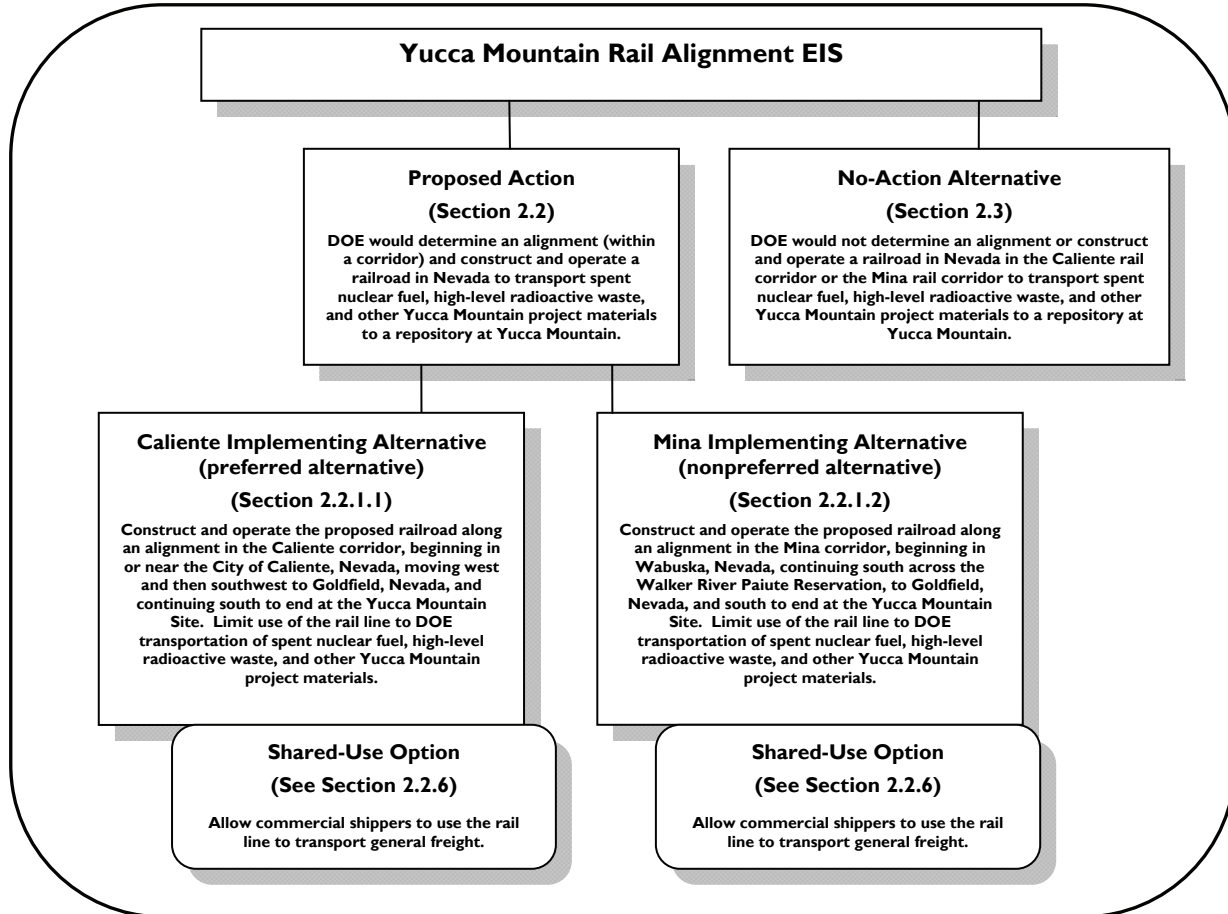 Yucca Mountain Rail Alignment EIS
Proposed Action
(Section 2.2)
DOE would determine an alignment (within
a corridor) and construct and operate a
railroad in Nevada to transport spent
nuclear fuel, high-level radioactive waste,
and other Yucca Mountain project materials
to a repository at Yucca Mountain.
No-Action Alternative
(Section 2.3)
DOE would not determine an alignment or construct
and operate a railroad in Nevada in the Caliente rail
corridor or the Mina rail corridor to transport spent
nuclear fuel, high-level radioactive waste, and other
Yucca Mountain project materials to a repository at
Yucca Mountain.
Caliente Implementing Alternative
(preferred alternative)
(Section 2.2.1.1)
Construct and operate the proposed railroad along
an alignment in the Caliente corridor, beginning in
or near the City of Caliente, Nevada, moving west
and then southwest to Goldfield, Nevada, and
continuing south to end at the Yucca Mountain
Site. Limit use of the rail line to DOE
transportation of spent nuclear fuel, high-level
radioactive waste, and other Yucca Mountain
project materials.
Mina Implementing Alternative
(nonpreferred alternative)
(Section 2.2.1.2)
Construct and operate the proposed railroad along
an alignment in the Mina corridor, beginning in
Wabuska, Nevada, continuing south across the
Walker River Paiute Reservation, to Goldfield,
Nevada, and south to end at the Yucca Mountain
Site. Limit use of the rail line to DOE
transportation of spent nuclear fuel, high-level
radioactive waste, and other Yucca Mountain
project materials.
Shared-Use Option
(See Section 2.2.6)
Allow commercial shippers to use the rail
line to transport general freight.
Shared-Use Option
(See Section 2.2.6)
Allow commercial shippers to use the rail
line to transport general freight.